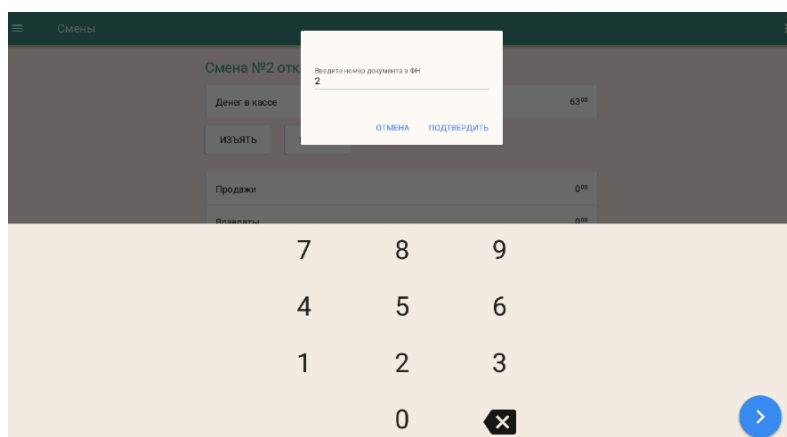 Смены
Смена №2 отк
Введите номер документа в ФН
2
Денег в кассе 63⁰⁰
ОТМЕНА ПОДТВЕРДИТЬ
ИЗЪЯТЬ
Продажи 0⁰⁰
Возвраты 0⁰⁰
7 8 9
4 5 6
1 2 3
0